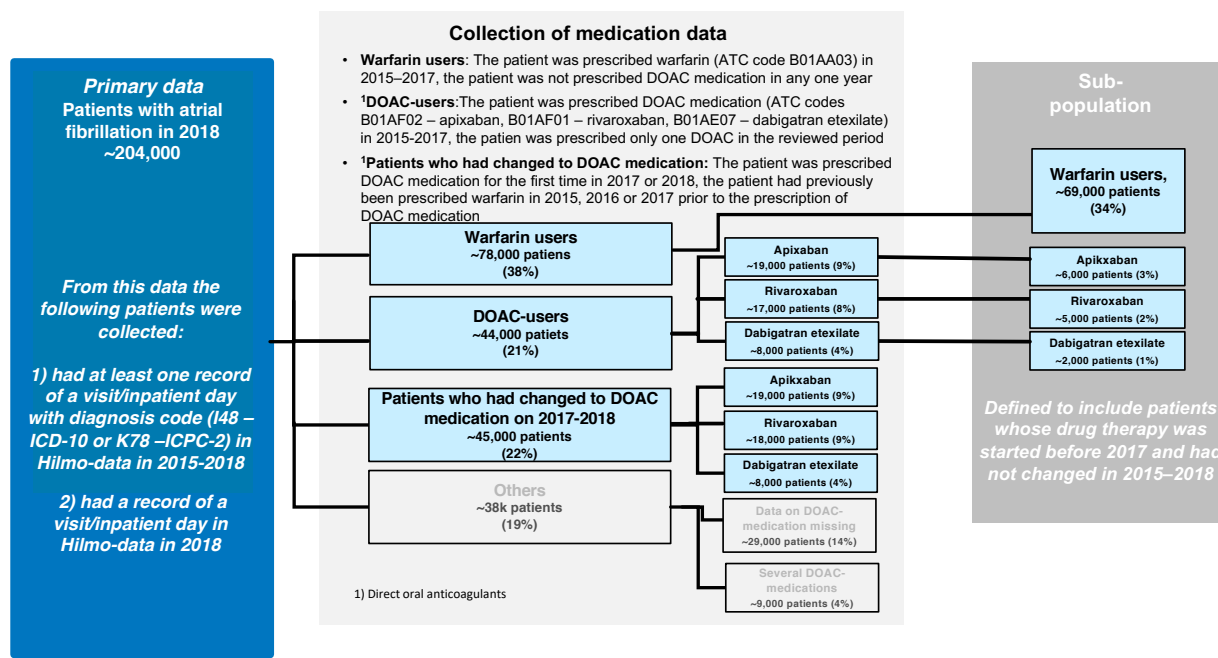 Collection of medication data
• Warfarin users: The patient was prescribed warfarin (ATC code B01AA03) in
2015–2017, the patient was not prescribed DOAC medication in any one year
• ¹DOAC-users:The patient was prescribed DOAC medication (ATC codes
B01AF02 – apixaban, B01AF01 – rivaroxaban, B01AE07 – dabigatran etexilate)
in 2015-2017, the patien was prescribed only one DOAC in the reviewed period
• ¹Patients who had changed to DOAC medication: The patient was prescribed
DOAC medication for the first time in 2017 or 2018, the patient had previously
been prescribed warfarin in 2015, 2016 or 2017 prior to the prescription of
DOAC medication
Primary data
Patients with atrial
fibrillation in 2018
~204,000
From this data the
following patients were
collected:
1) had at least one record
of a visit/inpatient day
with diagnosis code (I48 –
ICD-10 or K78 –ICPC-2) in
Hilmo-data in 2015-2018
2) had a record of a
visit/inpatient day in
Hilmo-data in 2018
Warfarin users
~78,000 patiens
(38%)
DOAC-users
~44,000 patiets
(21%)
Patients who had changed to DOAC
medication on 2017-2018
~45,000 patients
(22%)
Others
~38k patients
(19%)
Apixaban
~19,000 patients (9%)
Rivaroxaban
~17,000 patients (8%)
Dabigatran etexilate
~8,000 patients (4%)
Apikxaban
~19,000 patients (9%)
Rivaroxaban
~18,000 patients (9%)
Dabigatran etexilate
~8,000 patients (4%)
Data on DOAC-
medication missing
~29,000 patients (14%)
Several DOAC-
medications
~9,000 patients (4%)
1) Direct oral anticoagulants
Sub-
population
Warfarin users,
~69,000 patients
(34%)
Apikxaban
~6,000 patients (3%)
Rivaroxaban
~5,000 patients (2%)
Dabigatran etexilate
~2,000 patients (1%)
Defined to include patients
whose drug therapy was
started before 2017 and had
not changed in 2015–2018